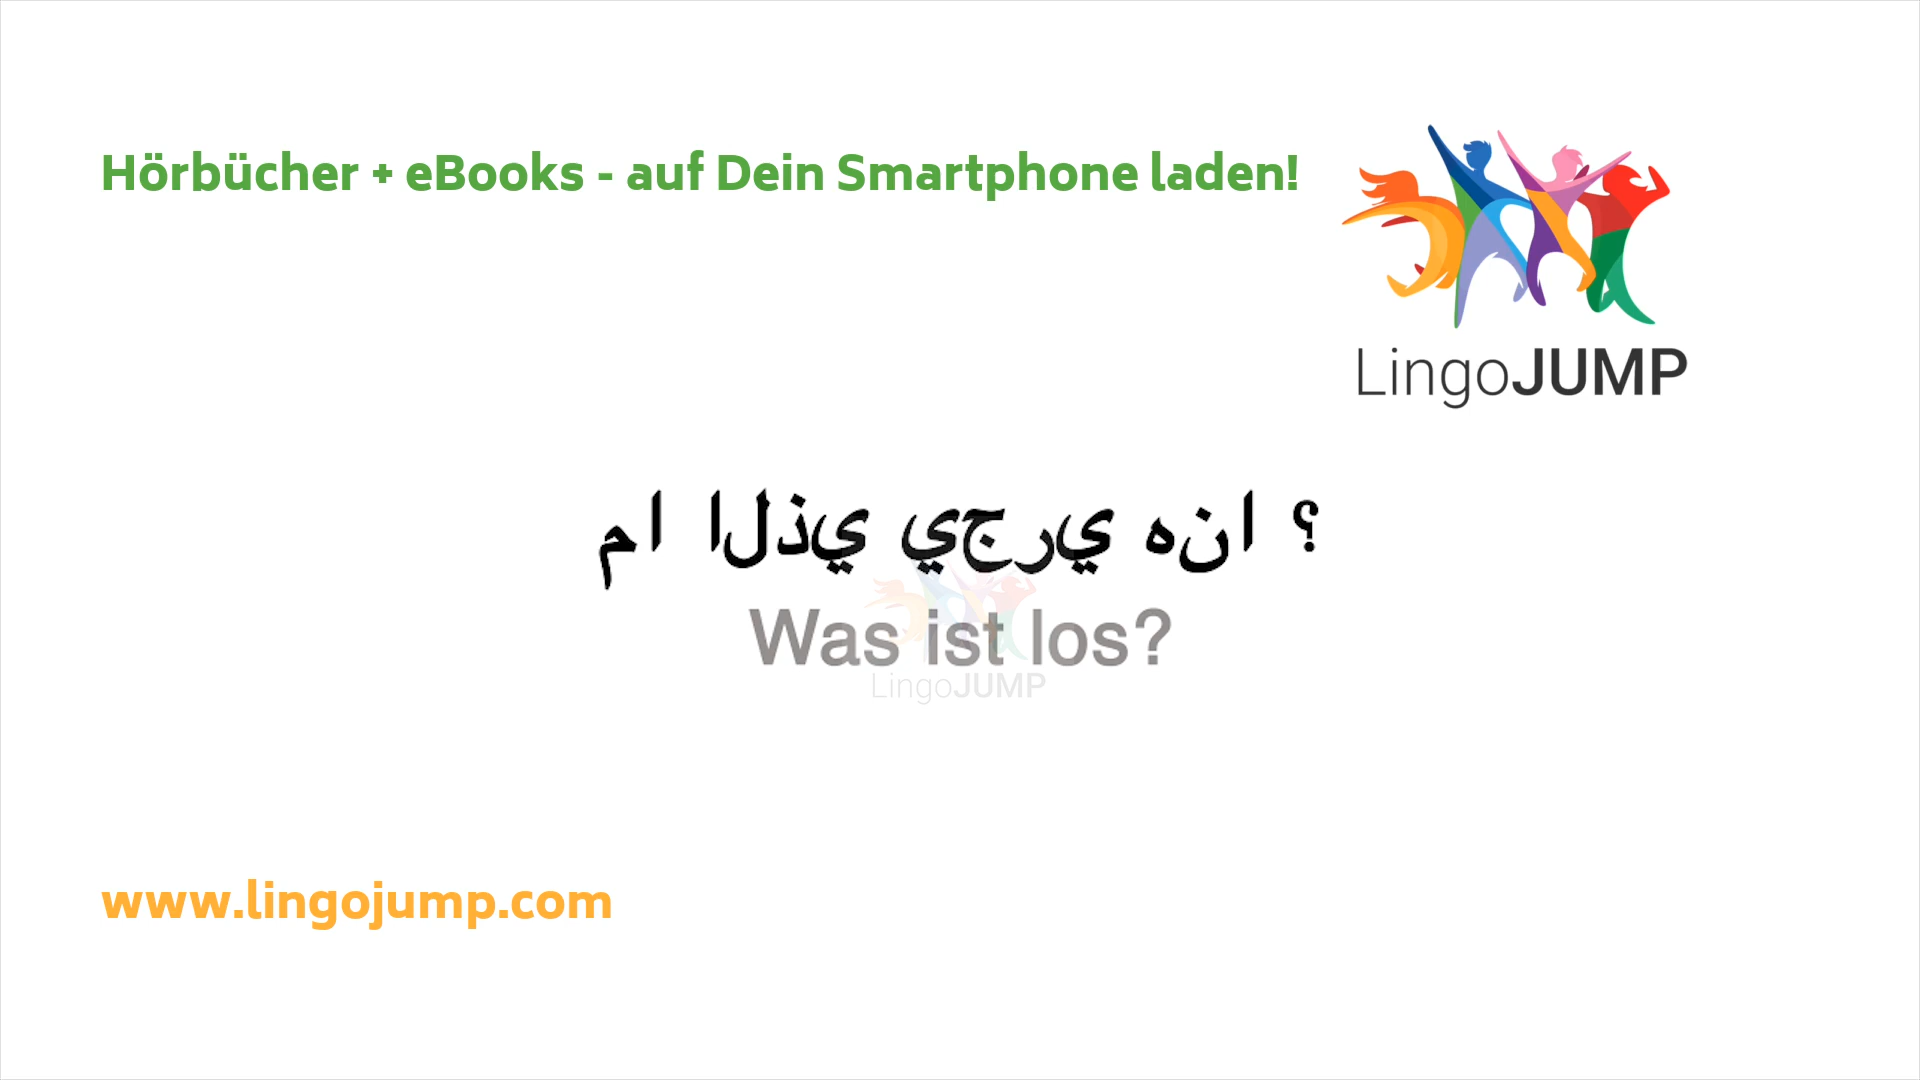 Hörbücher + eBooks - auf Dein Smartphone laden!
LingoJUMP
ما الذي يجري هنا ؟
Was ist los?
LingoJUMP
www.lingojump.com